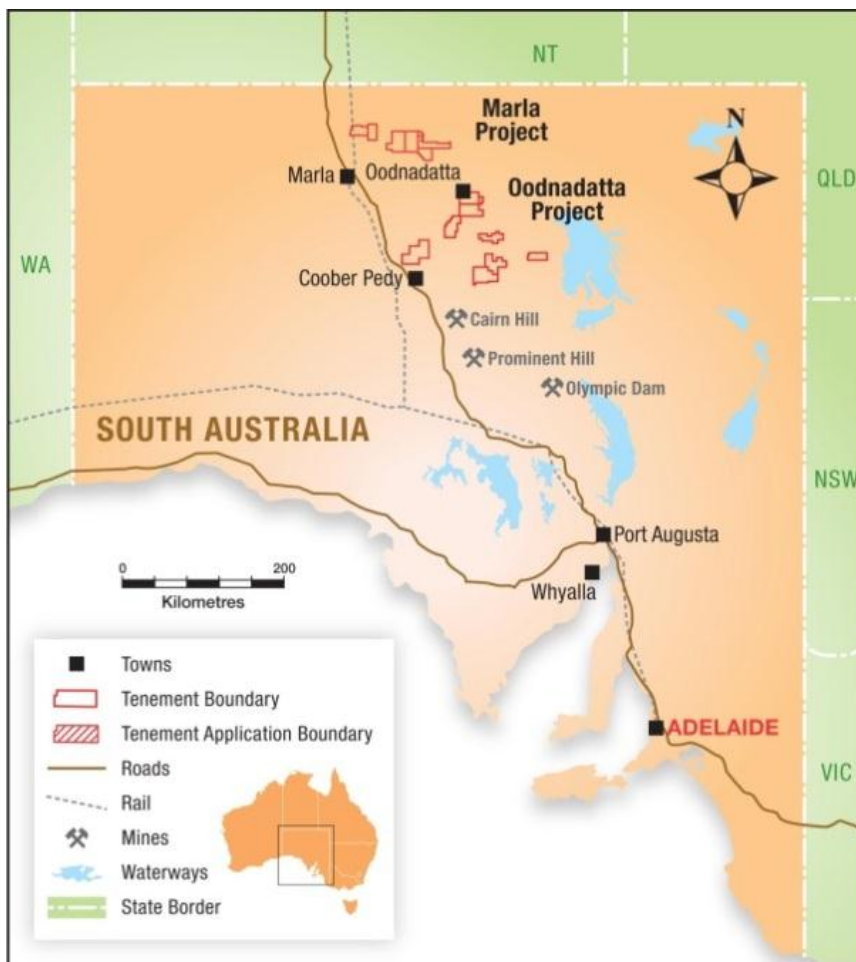 NT
Marla
Project
N
Marla
Oodnadatta
Oodnadatta
Project
QLD
WA
Coober Pedy
Cairn Hill
Prominent Hill
Olympic Dam
SOUTH AUSTRALIA
NSW
Port Augusta
0
200
Kilometres
Whyalla
Towns
Tenement Boundary
Tenement Application Boundary
ADELAIDE
Roads
VIC
Rail
Mines
Waterways
State Border